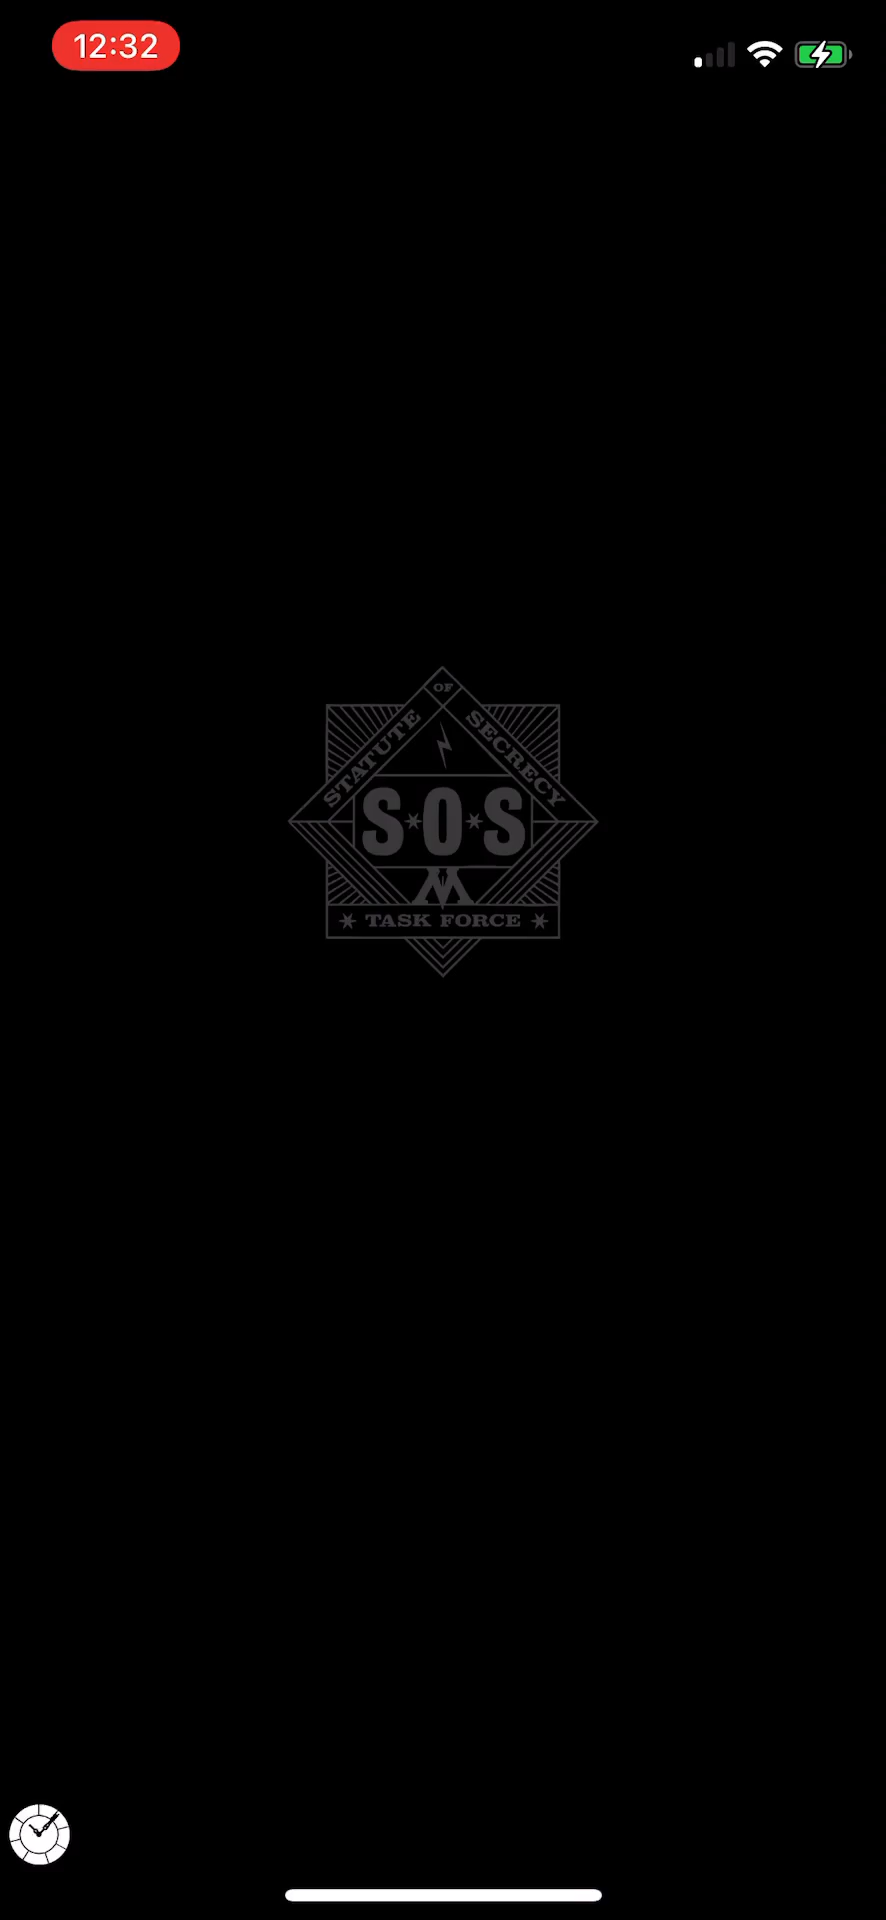 12:32
OF
STATUTE SECRECY
S*O*S
M
* TASK FORCE *